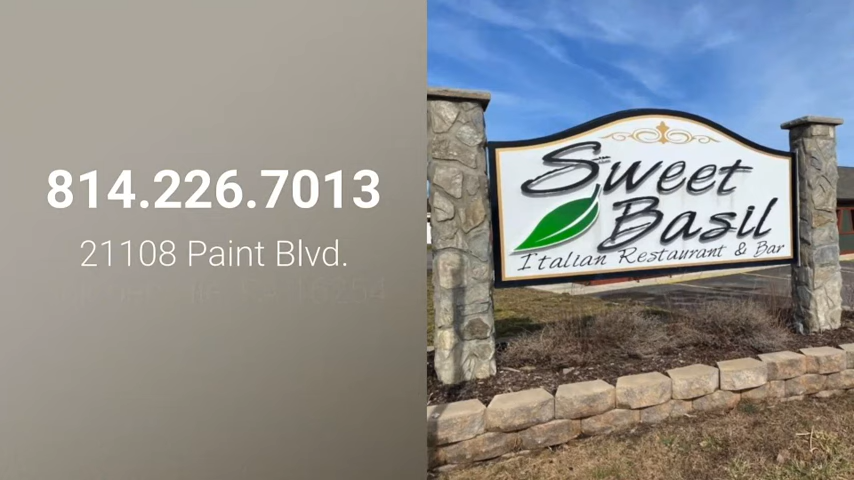 814.226.7013
21108 Paint Blvd.
Sweet
Basil
Italian Restaurant & Bar